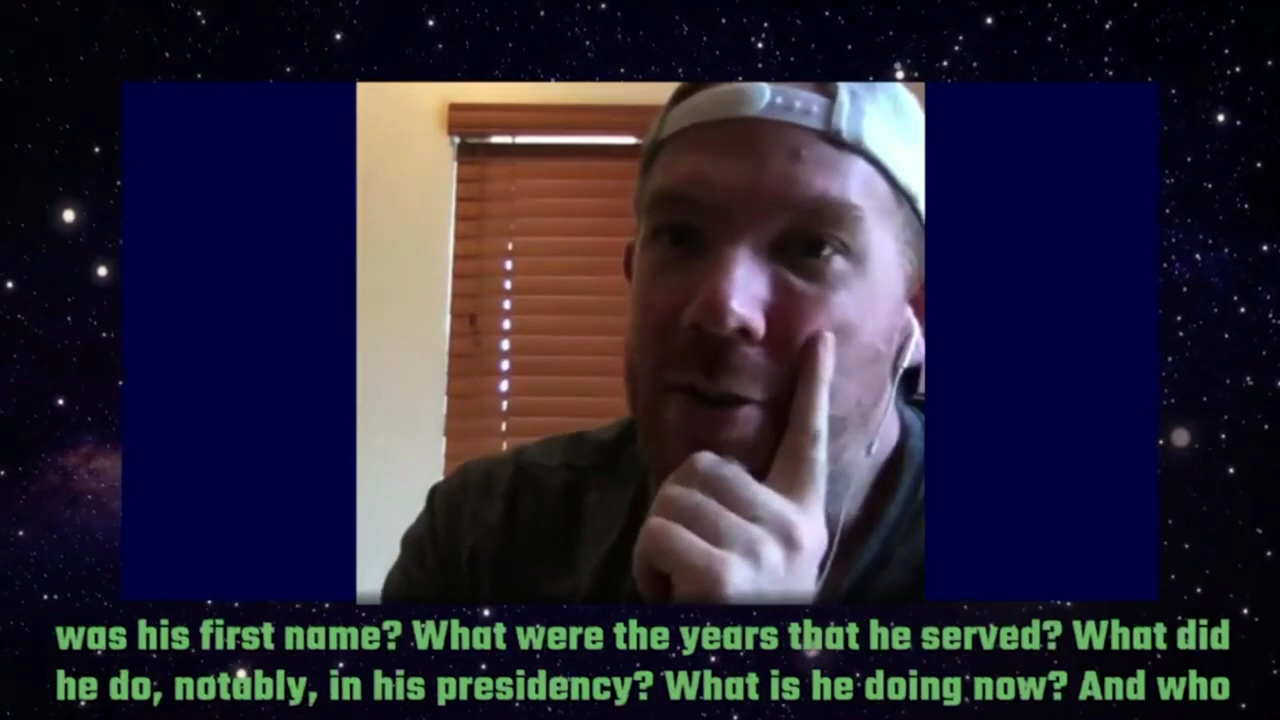 was his first name? What were the years that he served? What did
he do, notably, in his presidency? What is he doing now? And who